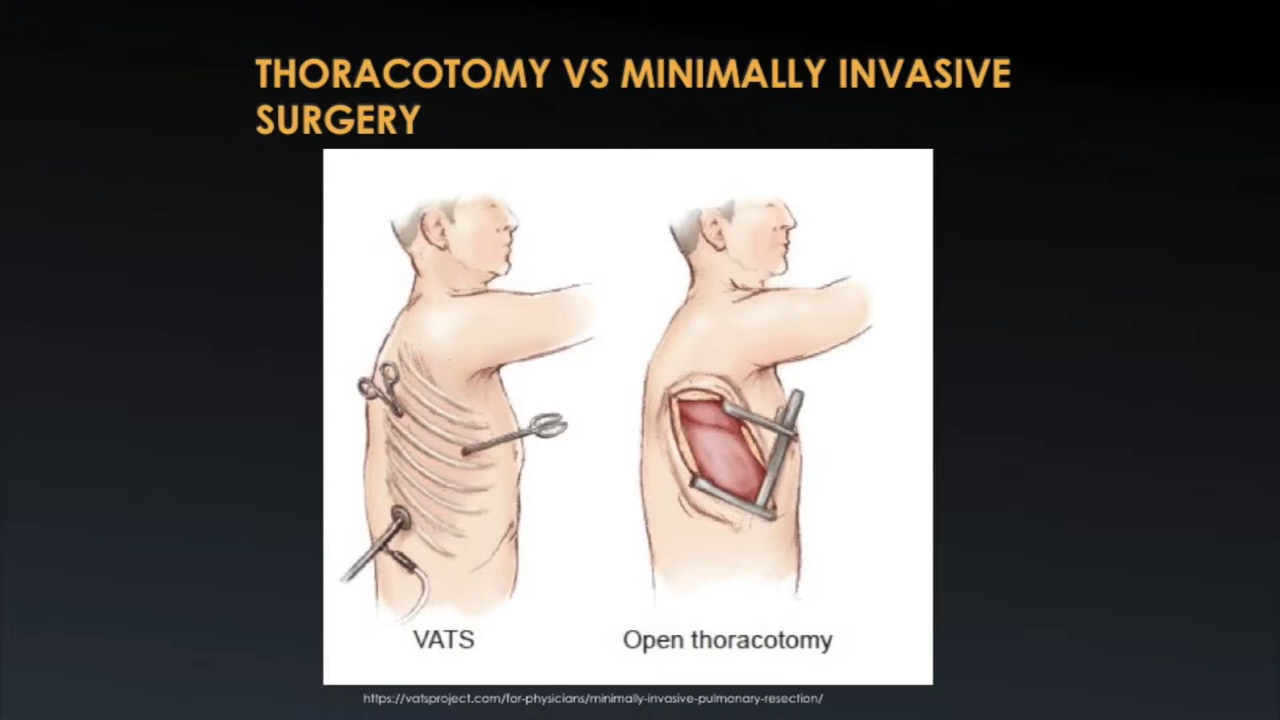 THORACOTOMY VS MINIMALLY INVASIVE
SURGERY
VATS
Open thoracotomy
https://vatsproject.com/for-physicians/minimally-invasive-pulmonary-resection/